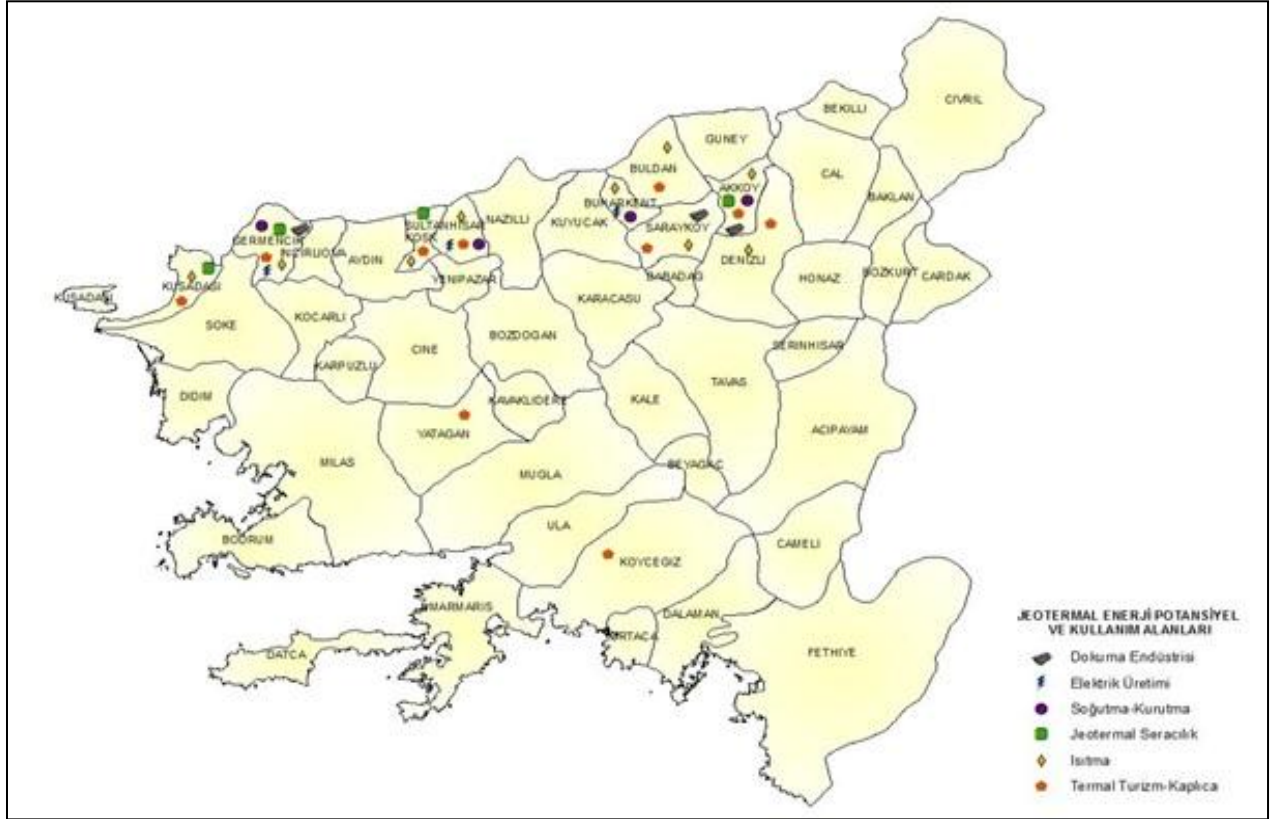 CIVRIL
BEKILLI
GUNEY
BULDAN
CAL
AKKOY
BAKLAN
BUHARKENT
NAZILLI
KUYUCAK
SARAYKOY
SULTANHISAR
KOSK
GERMENCIK
AYDIN
DENIZLI
YENIPAZAR
BABADAG
HONAZ
BOZKURT
CARDAK
KUSADASI
KUSADASI
KARACASU
SOKE
KOCARLI
BOZDOGAN
CINE
SERINHISAR
KARPUZLU
TAVAS
DIDIM
KAVAKLIDERE
KALE
YATAGAN
ACIPAYAM
MILAS
BEYAGAC
MUGLA
ULA
BODRUM
CAMELI
KOYCEGIZ
MARMARIS
DALAMAN
RTACA
DATCA
FETHIYE
JEOTERMAL ENERJİ POTANSİYEL
VE KULLANIM ALANLARI
Dokuma Endüstrisi
Elektrik Üretimi
Soğutma-Kurutma
Jeotermal Seracılık
Isıtma
Termal Turizm-Kaplıca